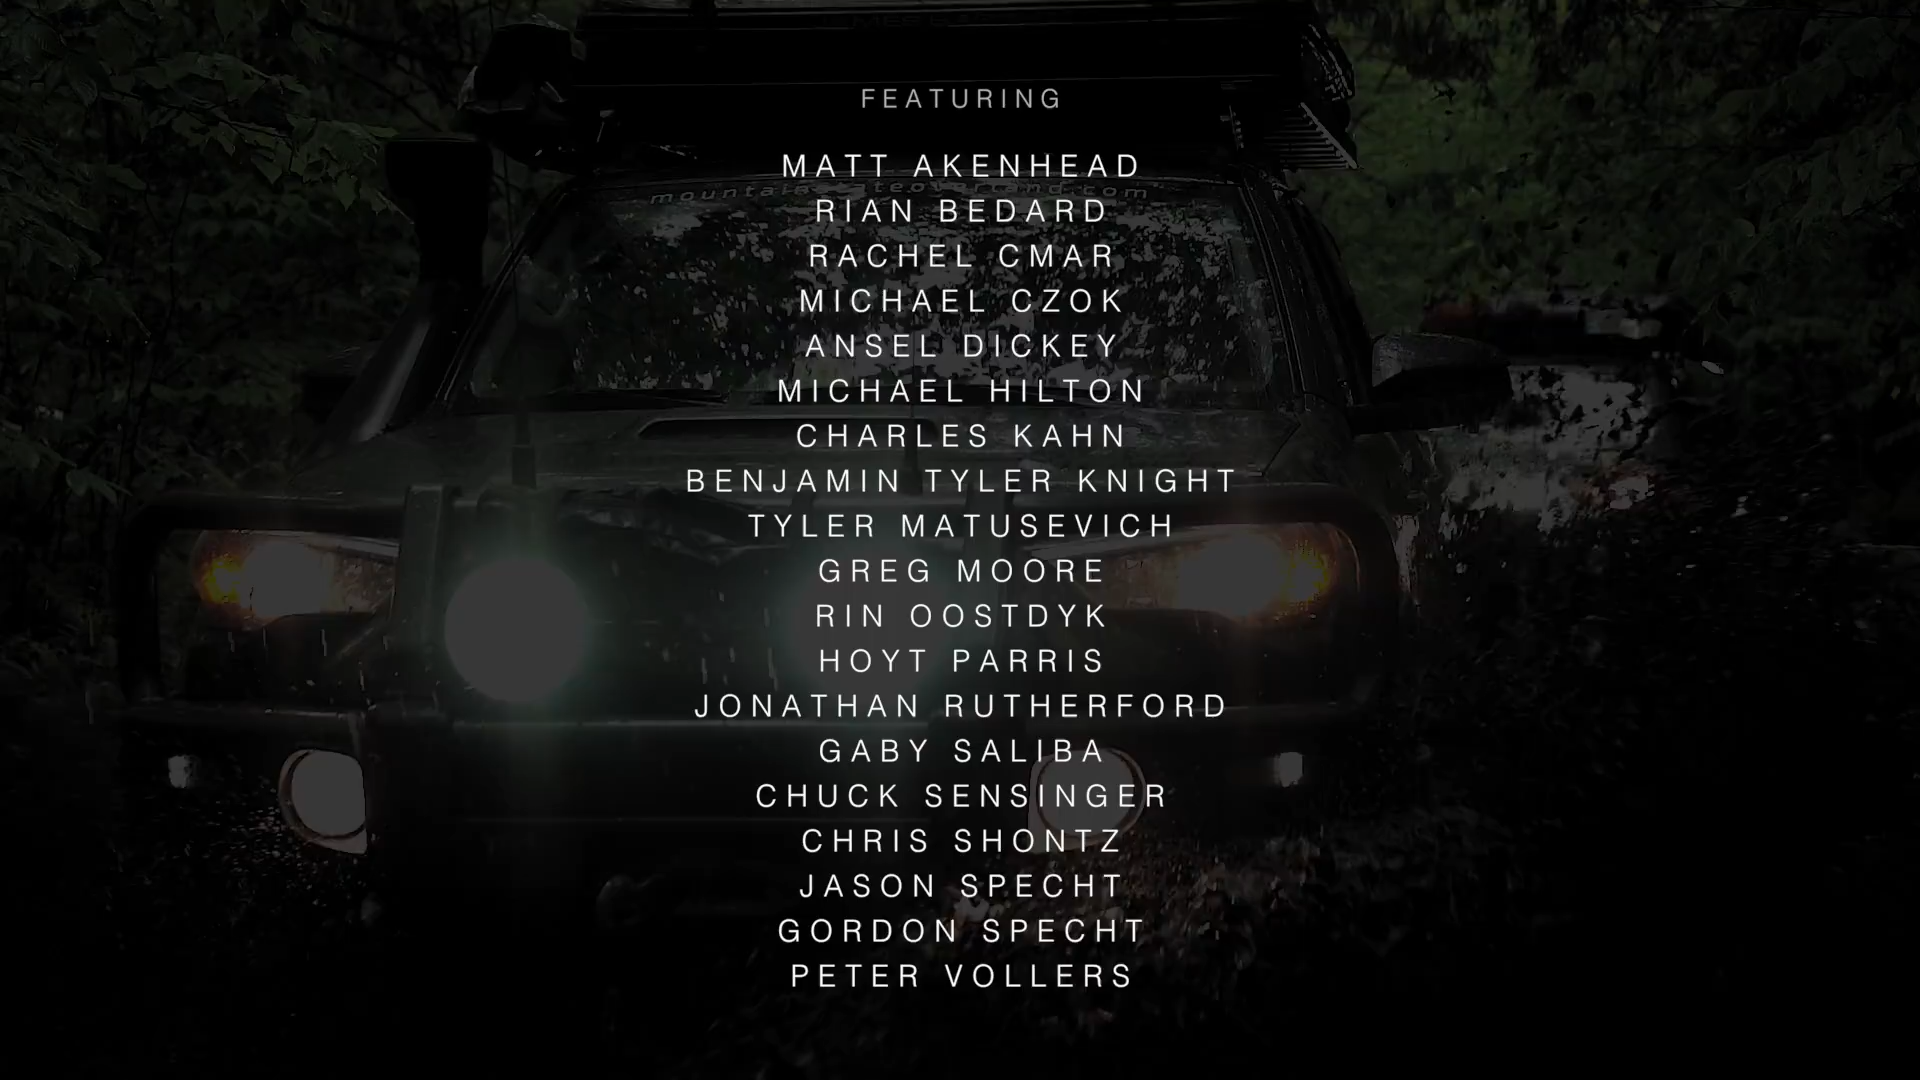 FEATURING
MATT AKENHEAD
mountainstateoverland.com
RIAN BEDARD
RACHEL CMAR
MICHAEL CZOK
ANSEL DICKEY
MICHAEL HILTON
CHARLES KAHN
BENJAMIN TYLER KNIGHT
TYLER MATUSEVICH
GREG MOORE
RIN OOSTDYK
HOYT PARRIS
JONATHAN RUTHERFORD
GABY SALIBA
CHUCK SENSINGER
CHRIS SHONTZ
JASON SPECHT
GORDON SPECHT
PETER VOLLERS